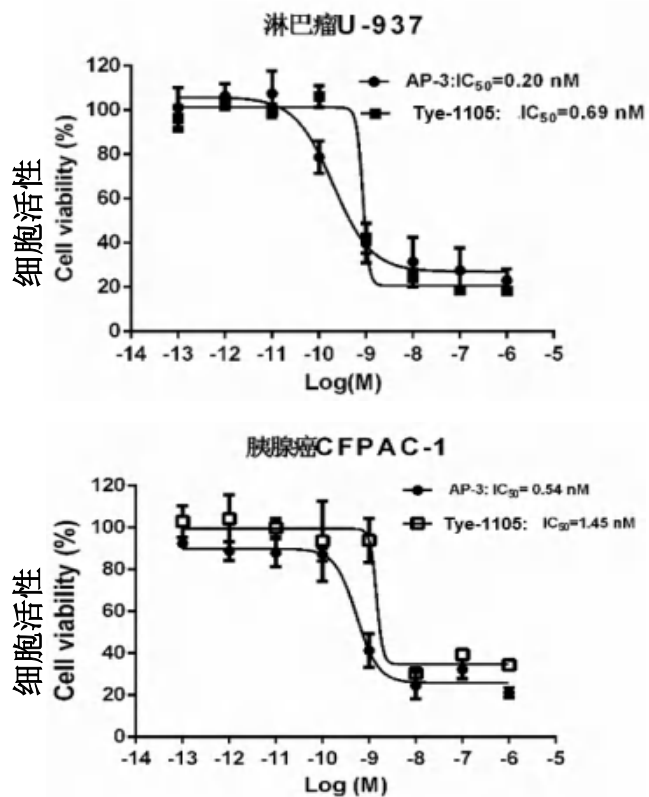 淋巴瘤U-937
AP-3:IC50=0.20 nM
Tye-1105: .IC50=0.69 nM
细胞活性
Cell viability (%)
120
100
80
60
40
20
0
-14 -13 -12 -11 -10 -9 -8 -7 -6 -5
Log(M)
胰腺癌CFPAC-1
AP-3: IC50= 0.54 nM
Tye-1105: IC50=1.45 nM
细胞活性
Cell viability (%)
120
100
80
60
40
20
0
-14 -13 -12 -11 -10 -9 -8 -7 -6 -5
Log (M)